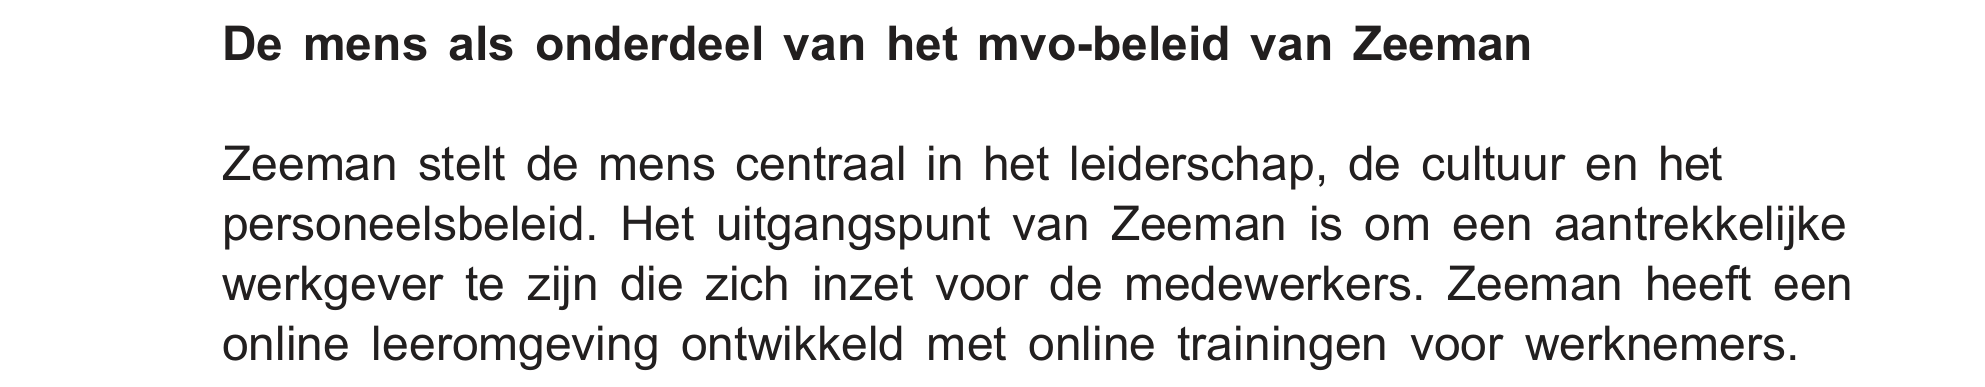 De mens als onderdeel van het mvo-beleid van Zeeman
Zeeman stelt de mens centraal in het leiderschap, de cultuur en het
personeelsbeleid. Het uitgangspunt van Zeeman is om een aantrekkelijke
werkgever te zijn die zich inzet voor de medewerkers. Zeeman heeft een
online leeromgeving ontwikkeld met online trainingen voor werknemers.